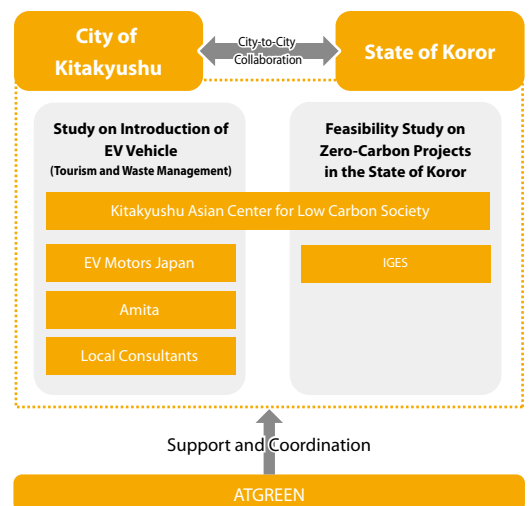 City of
Kitakyushu
City-to-City
Collaboration
State of Koror
Study on Introduction of
EV Vehicle
(Tourism and Waste Management)
Feasibility Study on
Zero-Carbon Projects
in the State of Koror
Kitakyushu Asian Center for Low Carbon Society
EV Motors Japan
IGES
Amita
Local Consultants
Support and Coordination
ATGREEN